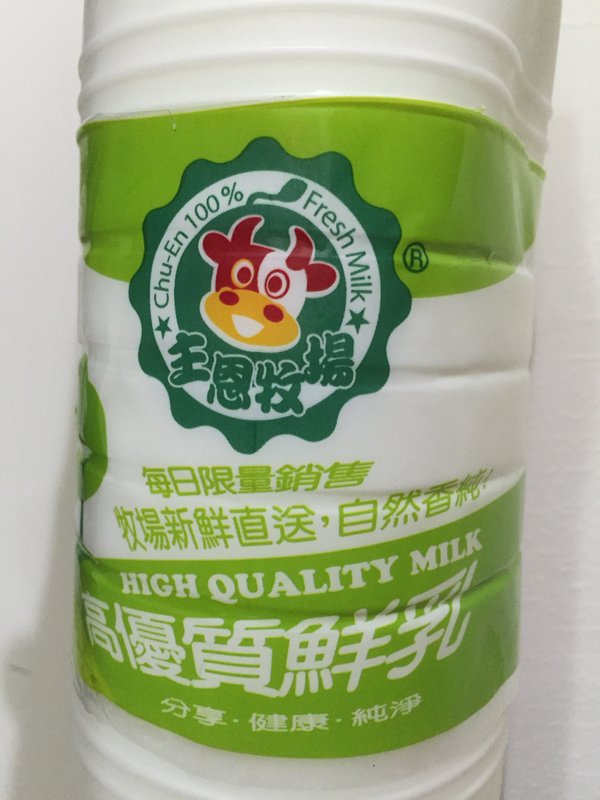 Chu-En 100% Fresh Milk
®
主恩牧場
每日限量銷售
牧場新鮮直送,自然香純!
HIGH QUALITY MILK
高優質鮮乳
分享·健康·純淨